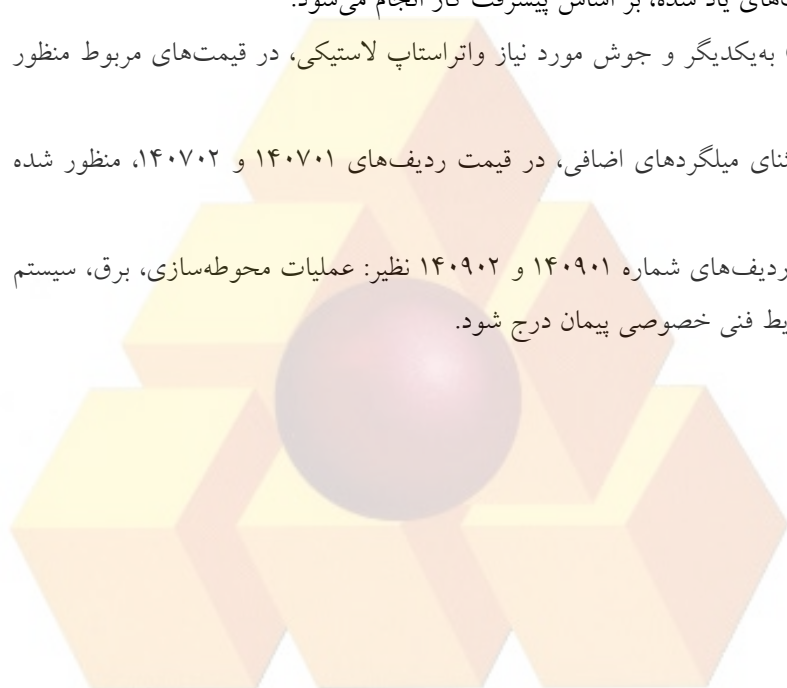 های یاد شده، بر اساس پیشرفت کار انجام می‌شود.
به‌یکدیگر و جوش مورد نیاز واتراستاپ لاستیکی، در قیمت‌های مربوط منظور
میلگردهای اضافی، در قیمت ردیف‌های ۱۴۰۷۰۱ و ۱۴۰۷۰۲، منظور شده
ردیف‌های شماره ۱۴۰۹۰۱ و ۱۴۰۹۰۲ نظیر: عملیات محوطه‌سازی، برق، سیستم
فنی خصوصی پیمان درج شود.